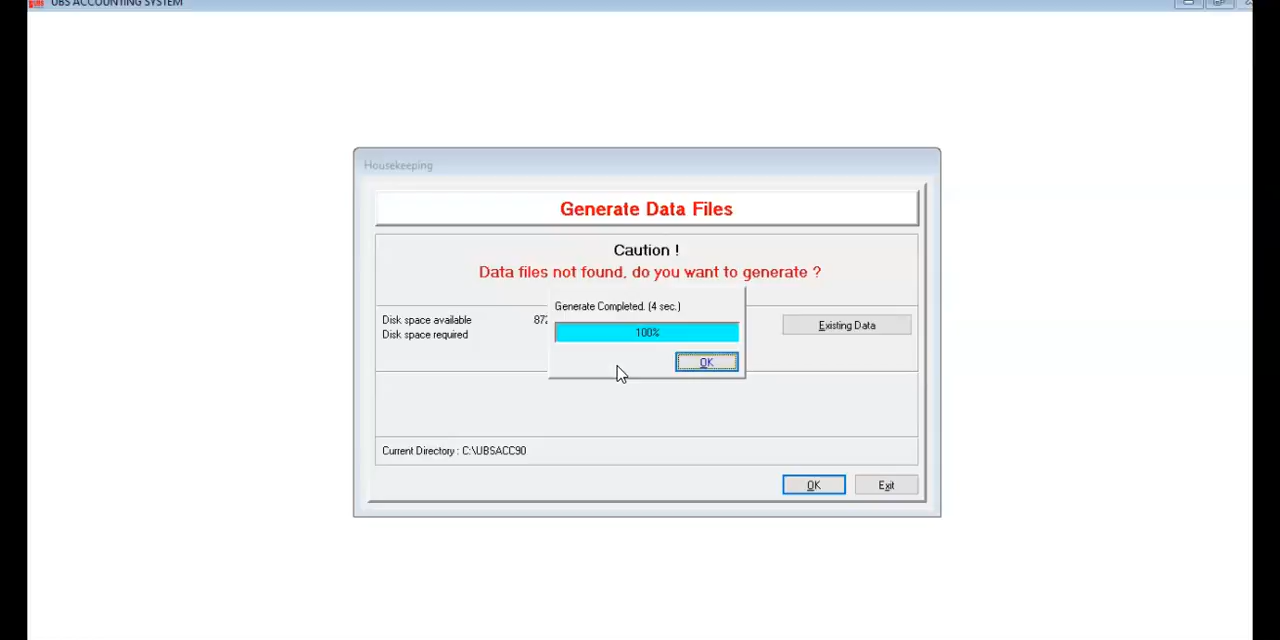 UBS ACCOUNTING SYSTEM
Housekeeping
Generate Data Files
Caution !
Data files not found, do you want to generate ?
Generate Completed. (4 sec.)
Disk space available
Existing Data
100%
Disk space required
OK
Current Directory : C:\UBSACC90
OK Exit